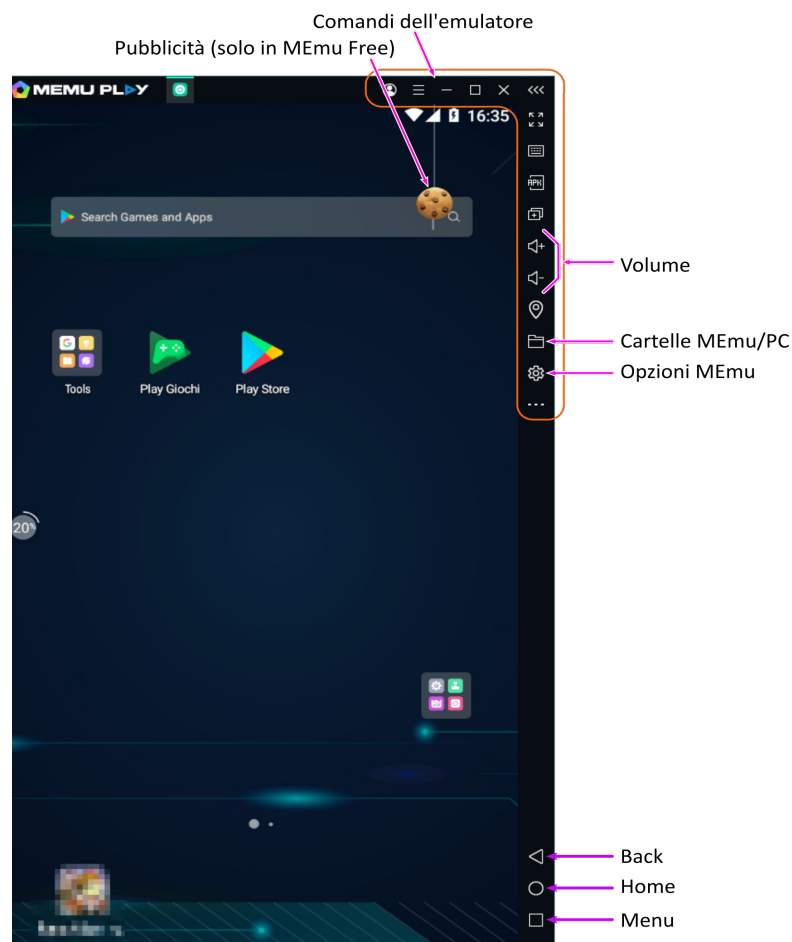 Comandi dell'emulatore
Pubblicità (solo in MEmu Free)
MEMU PLAY
16:35
APK
Search Games and Apps
Volume
Cartelle MEmu/PC
Opzioni MEmu
Tools
Play Giochi
Play Store
20%
Back
Home
Menu